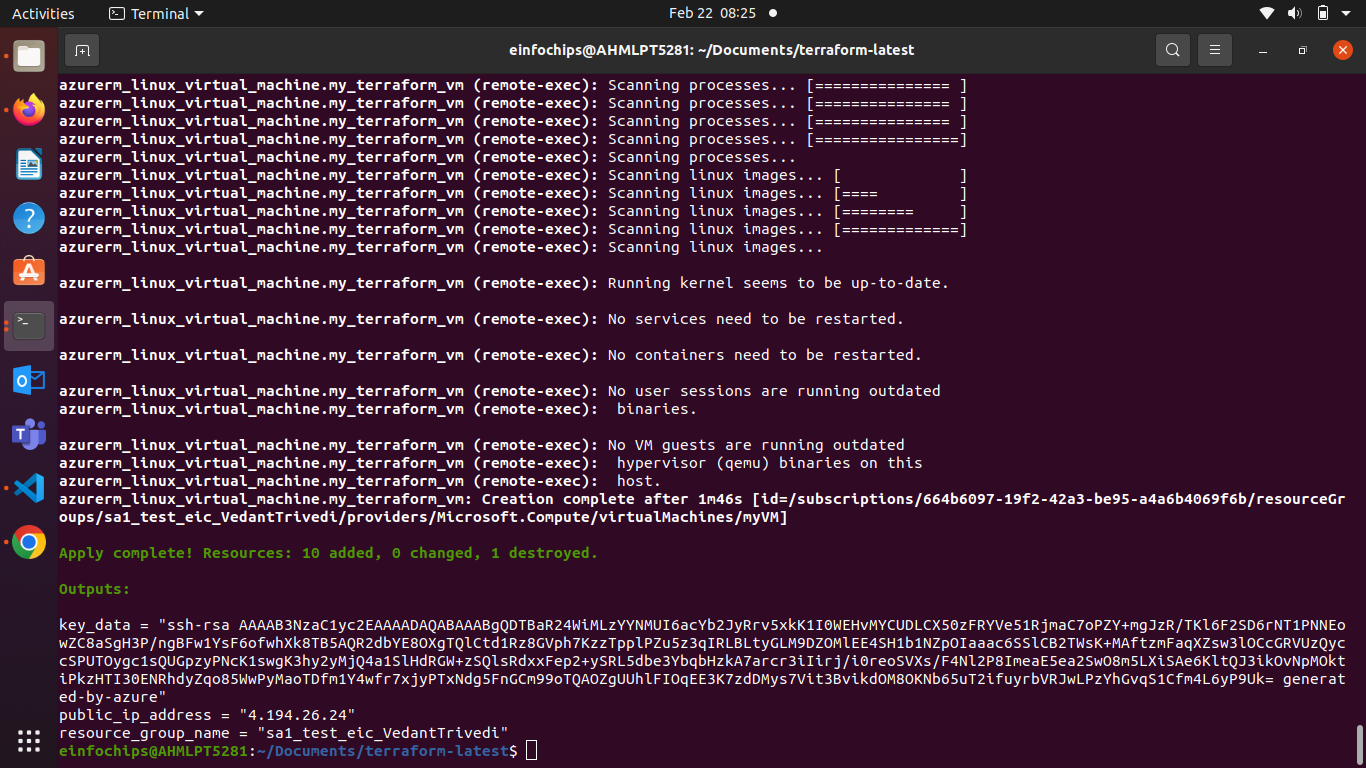 Activities
Terminal
Feb 22 08:25
einfochips@AHMLPT5281: ~/Documents/terraform-latest
azurerm_linux_virtual_machine.my_terraform_vm (remote-exec): Scanning processes... [=============== ]
azurerm_linux_virtual_machine.my_terraform_vm (remote-exec): Scanning processes... [=============== ]
azurerm_linux_virtual_machine.my_terraform_vm (remote-exec): Scanning processes... [=============== ]
azurerm_linux_virtual_machine.my_terraform_vm (remote-exec): Scanning processes... [================]
azurerm_linux_virtual_machine.my_terraform_vm (remote-exec): Scanning processes...
azurerm_linux_virtual_machine.my_terraform_vm (remote-exec): Scanning linux images... [             ]
azurerm_linux_virtual_machine.my_terraform_vm (remote-exec): Scanning linux images... [====         ]
azurerm_linux_virtual_machine.my_terraform_vm (remote-exec): Scanning linux images... [========     ]
azurerm_linux_virtual_machine.my_terraform_vm (remote-exec): Scanning linux images... [=============]
azurerm_linux_virtual_machine.my_terraform_vm (remote-exec): Scanning linux images...
azurerm_linux_virtual_machine.my_terraform_vm (remote-exec): Running kernel seems to be up-to-date.
azurerm_linux_virtual_machine.my_terraform_vm (remote-exec): No services need to be restarted.
azurerm_linux_virtual_machine.my_terraform_vm (remote-exec): No containers need to be restarted.
azurerm_linux_virtual_machine.my_terraform_vm (remote-exec): No user sessions are running outdated
azurerm_linux_virtual_machine.my_terraform_vm (remote-exec):  binaries.
azurerm_linux_virtual_machine.my_terraform_vm (remote-exec): No VM guests are running outdated
azurerm_linux_virtual_machine.my_terraform_vm (remote-exec):  hypervisor (qemu) binaries on this
azurerm_linux_virtual_machine.my_terraform_vm (remote-exec):  host.
azurerm_linux_virtual_machine.my_terraform_vm: Creation complete after 1m46s [id=/subscriptions/664b6097-19f2-42a3-be95-a4a6b4069f6b/resourceGr
oups/sa1_test_eic_VedantTrivedi/providers/Microsoft.Compute/virtualMachines/myVM]
Apply complete! Resources: 10 added, 0 changed, 1 destroyed.
Outputs:
key_data = "ssh-rsa AAAAB3NzaC1yc2EAAAADAQABAAABgQDTBaR24WiMLzYYNMUI6acYb2JyRrv5xkK1I0WEHvMYCUDLCX50zFRYVe51RjmaC7oPZY+mgJzR/TKl6F2SD6rNT1PNNEo
wZC8aSgH3P/ngBFw1YsF6ofwhXk8TB5AQR2dbYE8OXgTQlCtd1Rz8GVph7KzzTpplPZu5z3qIRLBLtyGLM9DZOMlEE4SH1b1NZpOIaaac6SSlCB2TWsK+MAftzmFaqXZsw3lOCcGRVUzQyc
cSPUTOygc1sQUGpzyPNcK1swgK3hy2yMjQ4a1SlHdRGW+zSQlsRdxxFep2+ySRL5dbe3YbqbHzkA7arcr3iIirj/i0reoSVXs/F4Nl2P8ImeaE5ea2SwO8m5LXiSAe6KltQJ3ikOvNpMOkt
iPkzHTI30ENRhdyZqo85WwPyMaoTDfm1Y4wfr7xjyPTxNdg5FnGCm99oTQAOZgUUhlFIOqEE3K7zdDMys7Vit3BvikdOM8OKNb65uT2ifuyrbVRJwLPzYhGvqS1Cfm4L6yP9Uk= generat
ed-by-azure"
public_ip_address = "4.194.26.24"
resource_group_name = "sa1_test_eic_VedantTrivedi"
einfochips@AHMLPT5281:~/Documents/terraform-latest$